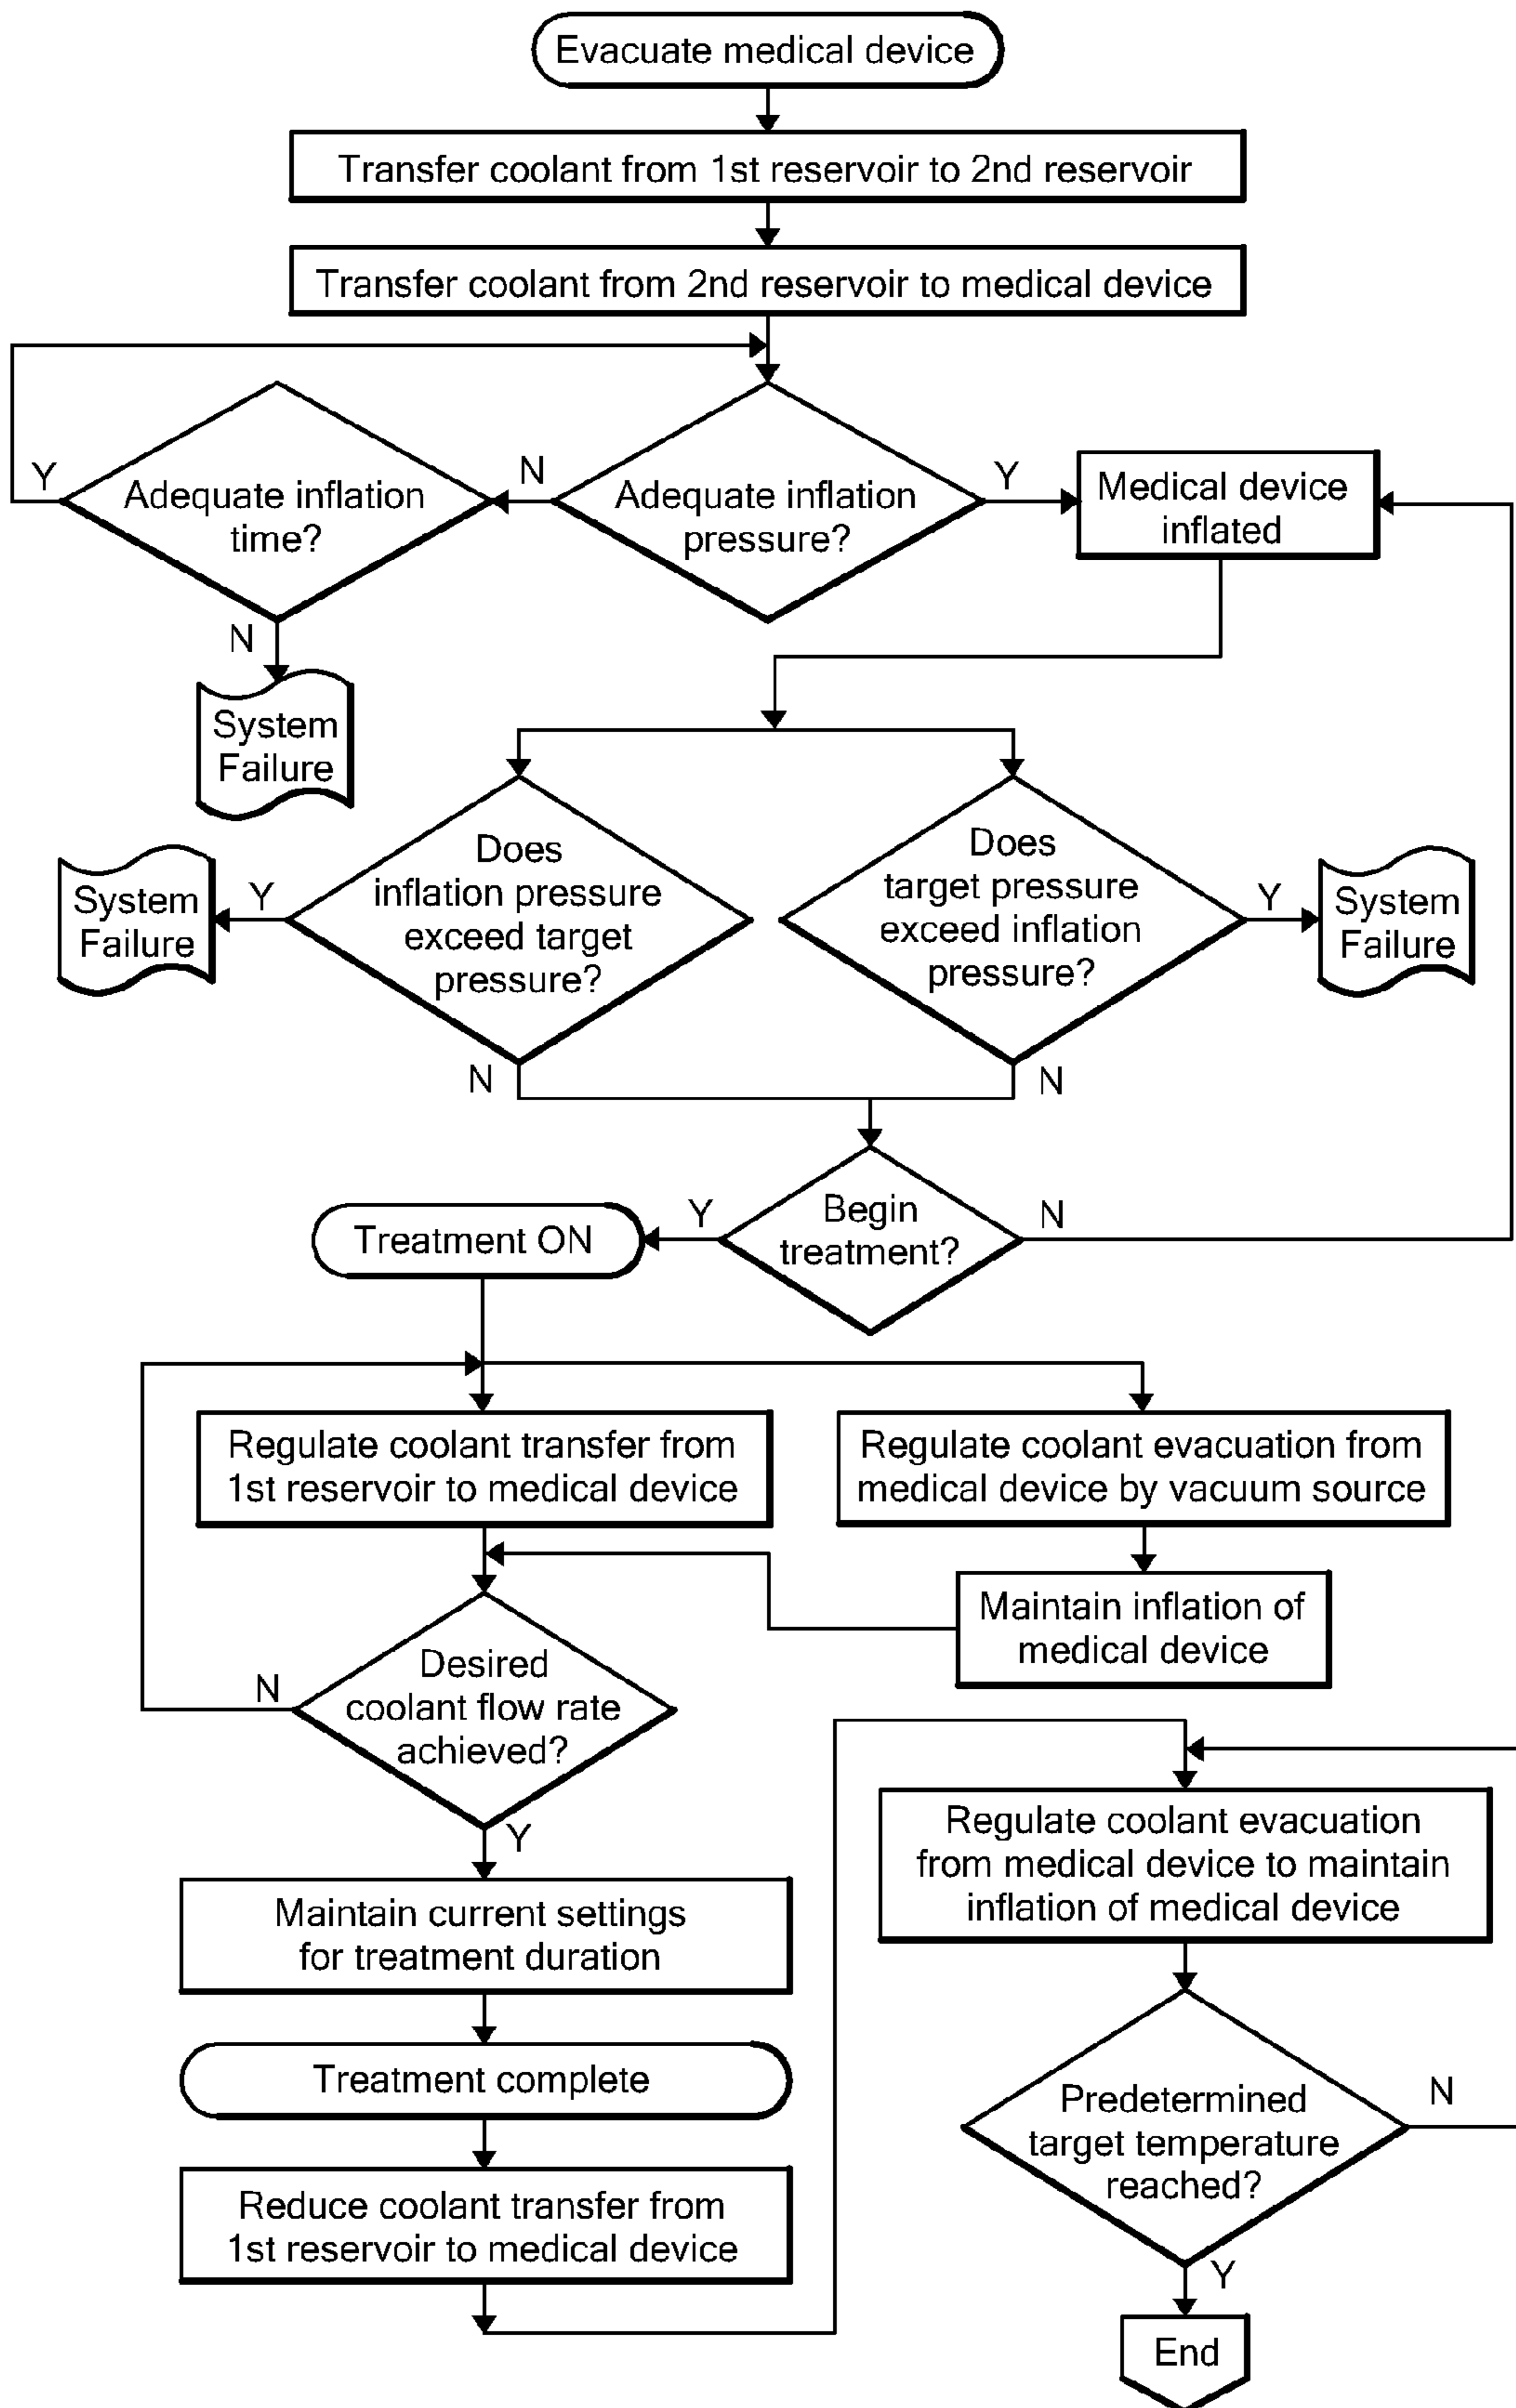 Evacuate medical device
Transfer coolant from 1st reservoir to 2nd reservoir
Transfer coolant from 2nd reservoir to medical device
Y
Adequate inflation
time?
N
Adequate inflation
pressure?
Y
Medical device
inflated
N
System
Failure
System
Failure
Y
Does
inflation pressure
exceed target
pressure?
Does
target pressure
exceed inflation
pressure?
Y
System
Failure
N
N
Treatment ON
Y
Begin
treatment?
N
Regulate coolant transfer from
1st reservoir to medical device
Regulate coolant evacuation from
medical device by vacuum source
Maintain inflation of
medical device
N
Desired
coolant flow rate
achieved?
Y
Maintain current settings
for treatment duration
Treatment complete
Reduce coolant transfer from
1st reservoir to medical device
Regulate coolant evacuation
from medical device to maintain
inflation of medical device
Predetermined
target temperature
reached?
N
Y
End